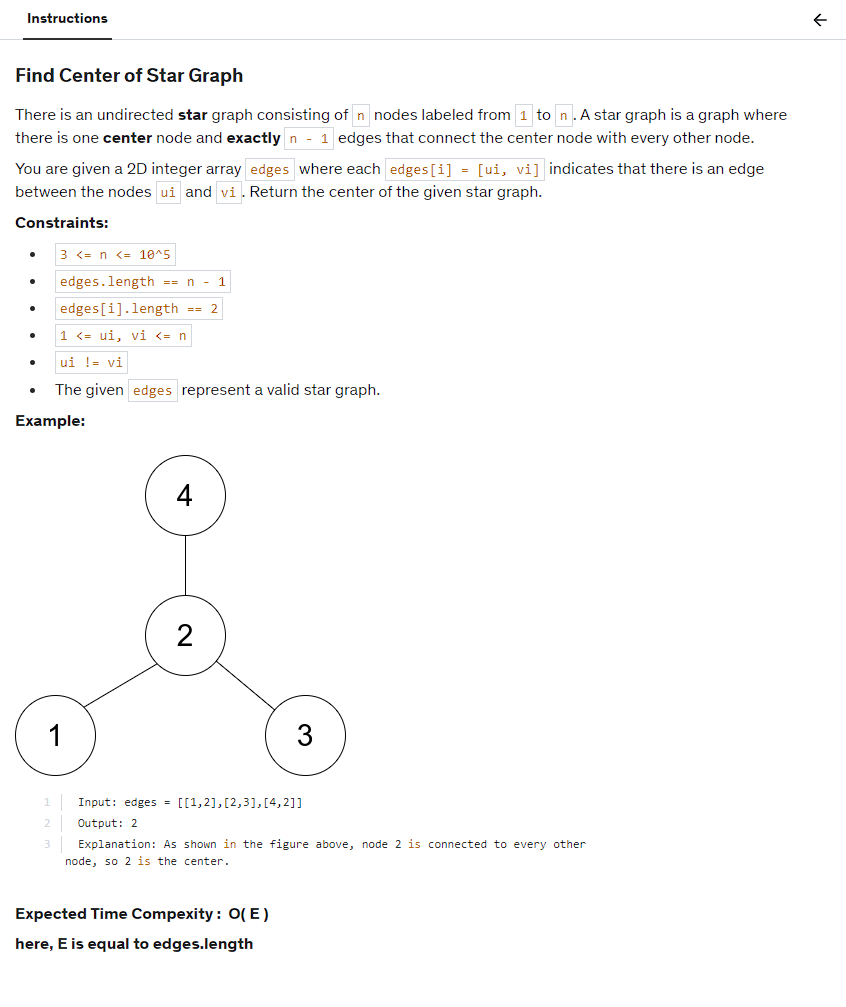 Instructions
Find Center of Star Graph
There is an undirected star graph consisting of n nodes labeled from 1 to n. A star graph is a graph where
there is one center node and exactly n - 1 edges that connect the center node with every other node.
You are given a 2D integer array edges where each edges[i] = [ui, vi] indicates that there is an edge
between the nodes ui and vi. Return the center of the given star graph.
Constraints:
3 <= n <= 10^5
edges.length == n - 1
edges[i].length == 2
1 <= ui, vi <= n
ui != vi
The given edges represent a valid star graph.
Example:
4
2
1 3
1 Input: edges = [[1,2],[2,3],[4,2]]
2 Output: 2
3 Explanation: As shown in the figure above, node 2 is connected to every other
node, so 2 is the center.
Expected Time Compexity : O( E )
here, E is equal to edges.length